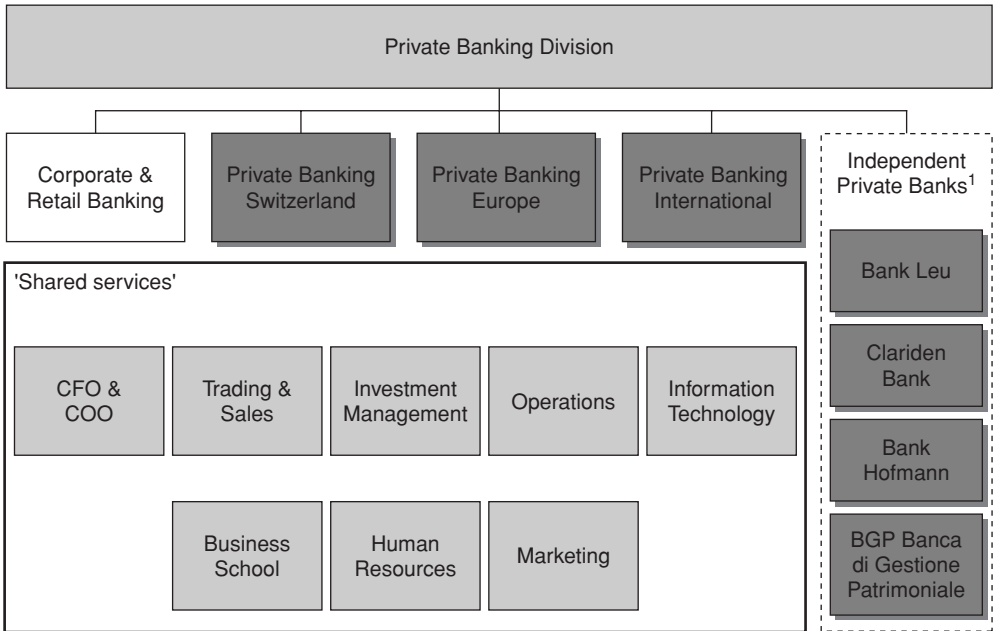 Private Banking Division
Corporate &
Retail Banking
Private Banking
Switzerland
Private Banking
Europe
Private Banking
International
Independent
Private Banks¹
Bank Leu
Clariden
Bank
Bank
Hofmann
BGP Banca
di Gestione
Patrimoniale
'Shared services'
CFO &
COO
Trading &
Sales
Investment
Management
Operations
Information
Technology
Business
School
Human
Resources
Marketing